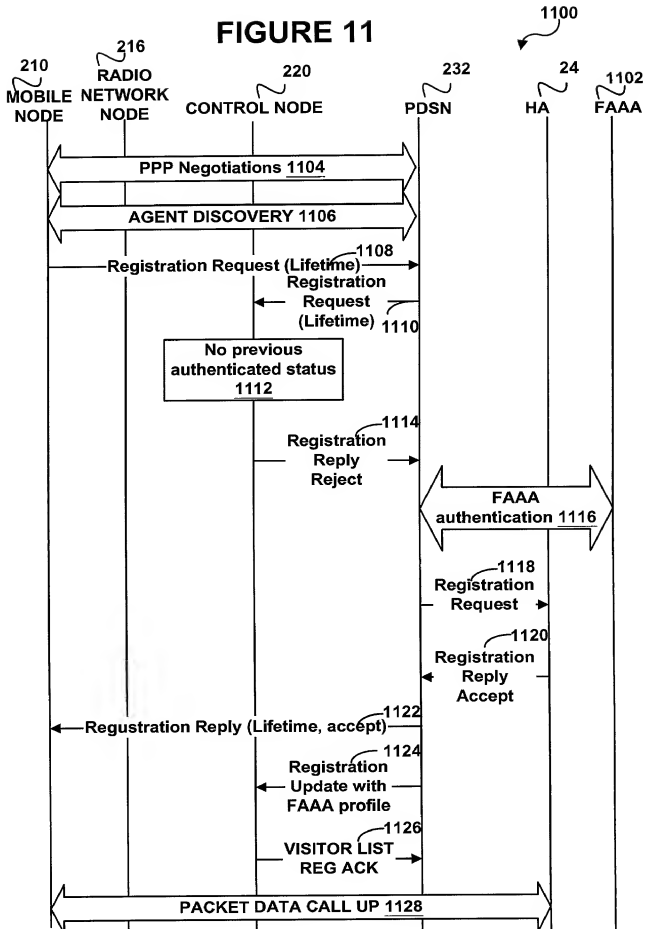 FIGURE 11
1100
210
MOBILE
NODE
216
RADIO
NETWORK
NODE
220
CONTROL NODE
232
PDSN
24
HA
1102
FAAA
PPP Negotiations 1104
AGENT DISCOVERY 1106
1108
Registration Request (Lifetime)
Registration
Request
(Lifetime)
1110
No previous
authenticated status
1112
1114
Registration
Reply
Reject
FAAA
authentication 1116
1118
Registration
Request
1120
Registration
Reply
Accept
1122
Regustration Reply (Lifetime, accept)
1124
Registration
Update with
FAAA profile
1126
VISITOR LIST
REG ACK
PACKET DATA CALL UP 1128